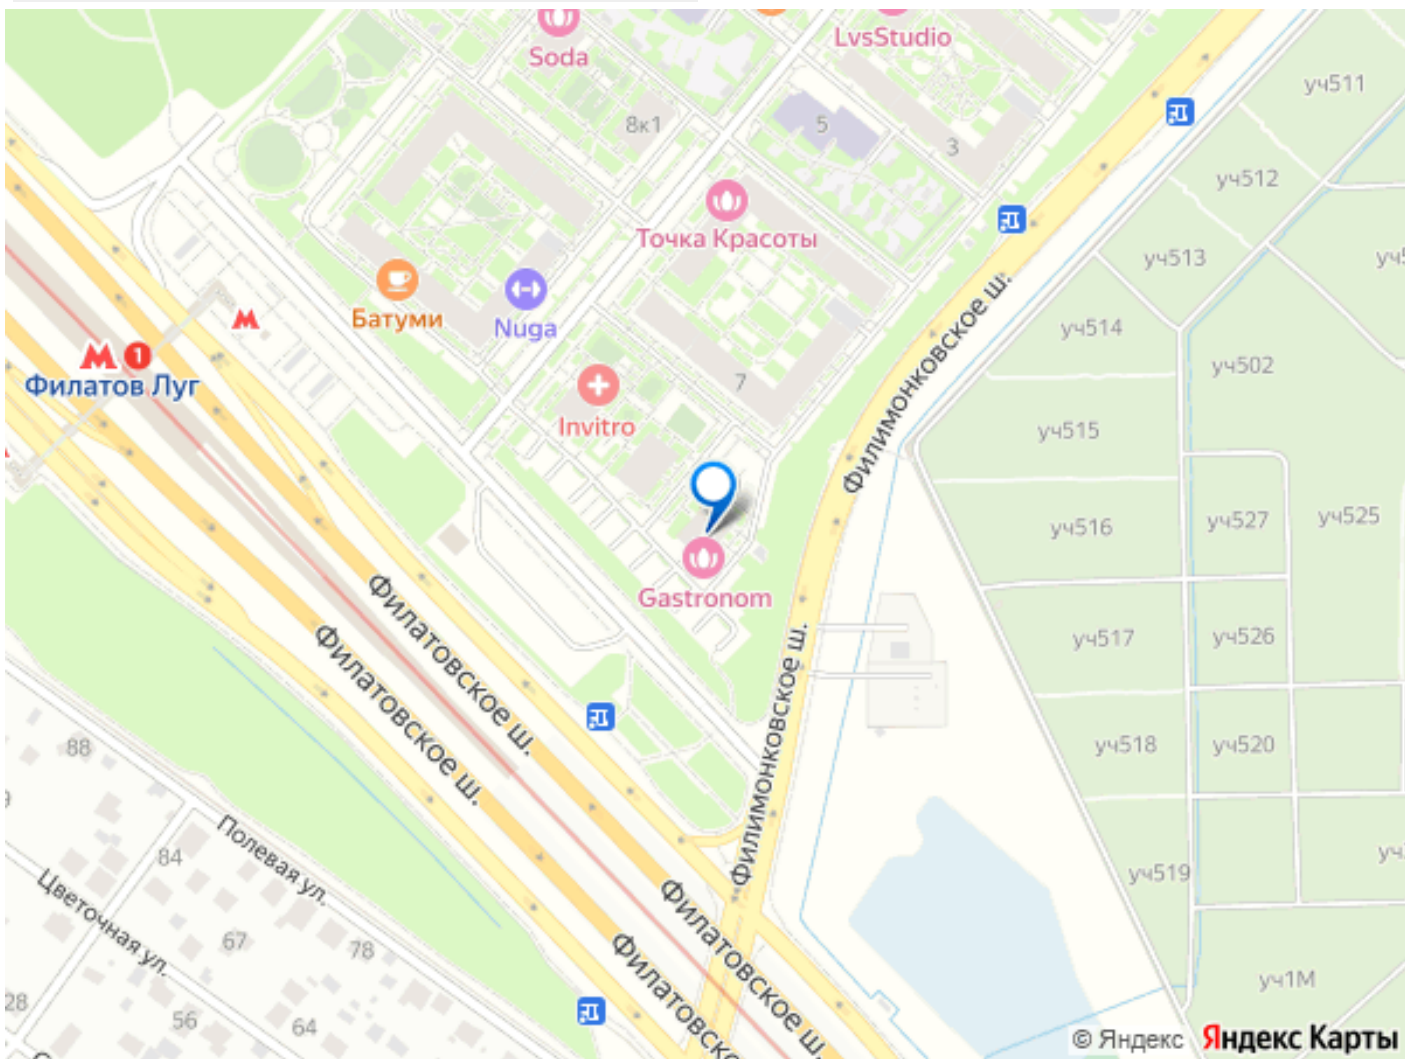 Soda
LvsStudio
уч511
8к1
5
3
уч512
Точка Красоты
уч513
Батуми
Nuga
уч514
М
М 1
Филатов Луг
7
уч502
Invitro
Филимонковское ш.
уч515
уч516
уч527
уч525
Gastronom
Филатовское ш.
Филатовское ш.
Филимонковское ш.
уч517
уч526
88
уч518
уч520
Полевая ул.
84
уч519
Цветочная ул.
67
78
Филатовское ш.
уч1М
28
56
64
© Яндекс Яндекс Карты